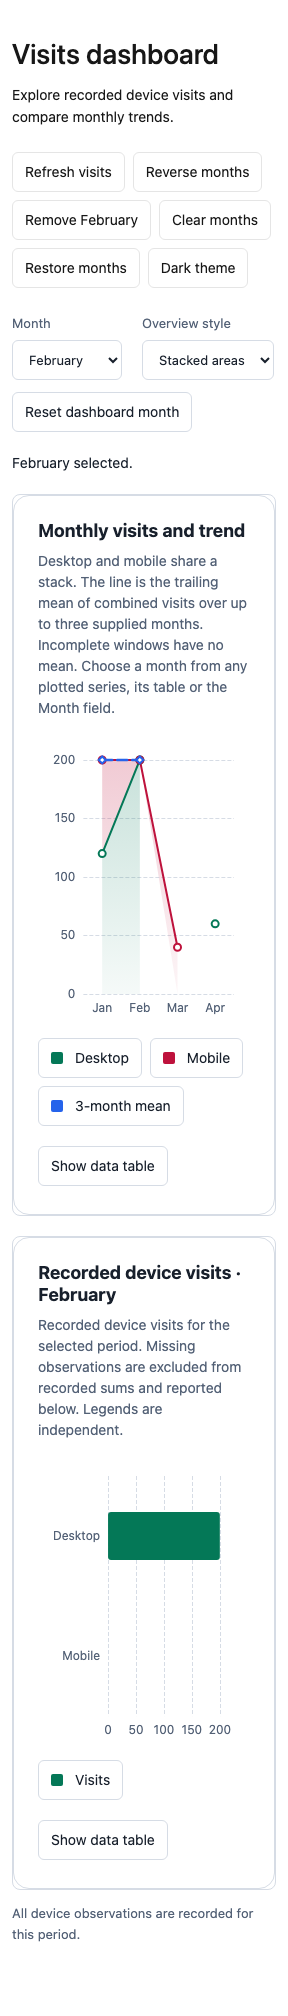 Visits dashboard
Explore recorded device visits and
compare monthly trends.
Refresh visits
Reverse months
Remove February
Clear months
Restore months
Dark theme
Month
Overview style
February
Stacked areas
Reset dashboard month
February selected.
Monthly visits and trend
Desktop and mobile share a
stack. The line is the trailing
mean of combined visits over up
to three supplied months.
Incomplete windows have no
mean. Choose a month from any
plotted series, its table or the
Month field.
200
150
100
50
0
Jan Feb Mar Apr
Desktop
Mobile
3-month mean
Show data table
Recorded device visits ·
February
Recorded device visits for the
selected period. Missing
observations are excluded from
recorded sums and reported
below. Legends are
independent.
Desktop
Mobile
0 50 100 150 200
Visits
Show data table
All device observations are recorded for
this period.